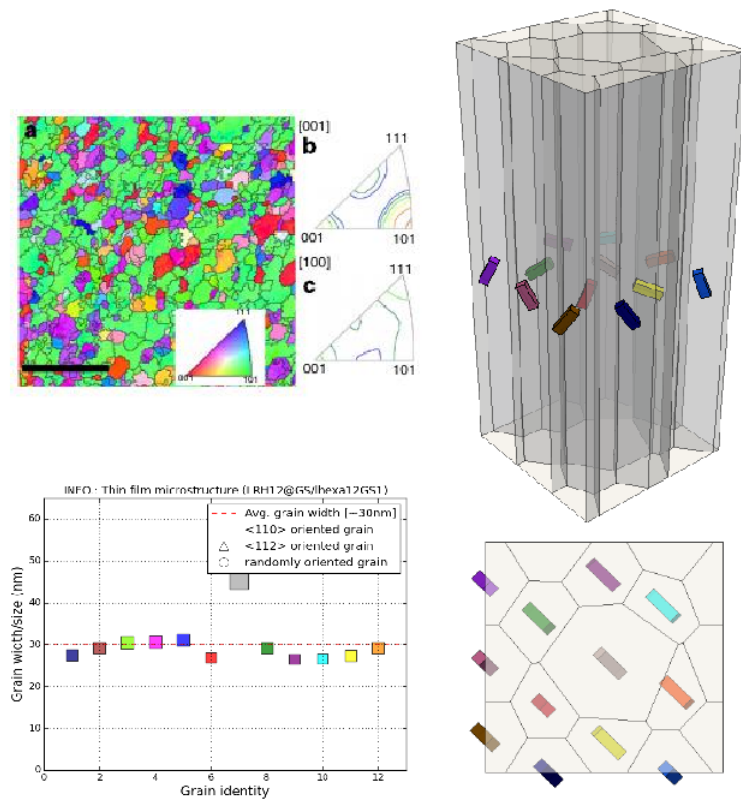 a
[001]
b
111
001
101
[100]
c
111
001
101
111
001
101
INFO : Thin film microstructure (LRH12@GS/lhexa12GS1)
Avg. grain width [~30nm]
<110> oriented grain
<112> oriented grain
randomly oriented grain
Grain width/size (nm)
60
50
40
30
20
10
0
0 2 4 6 8 10 12
Grain identity